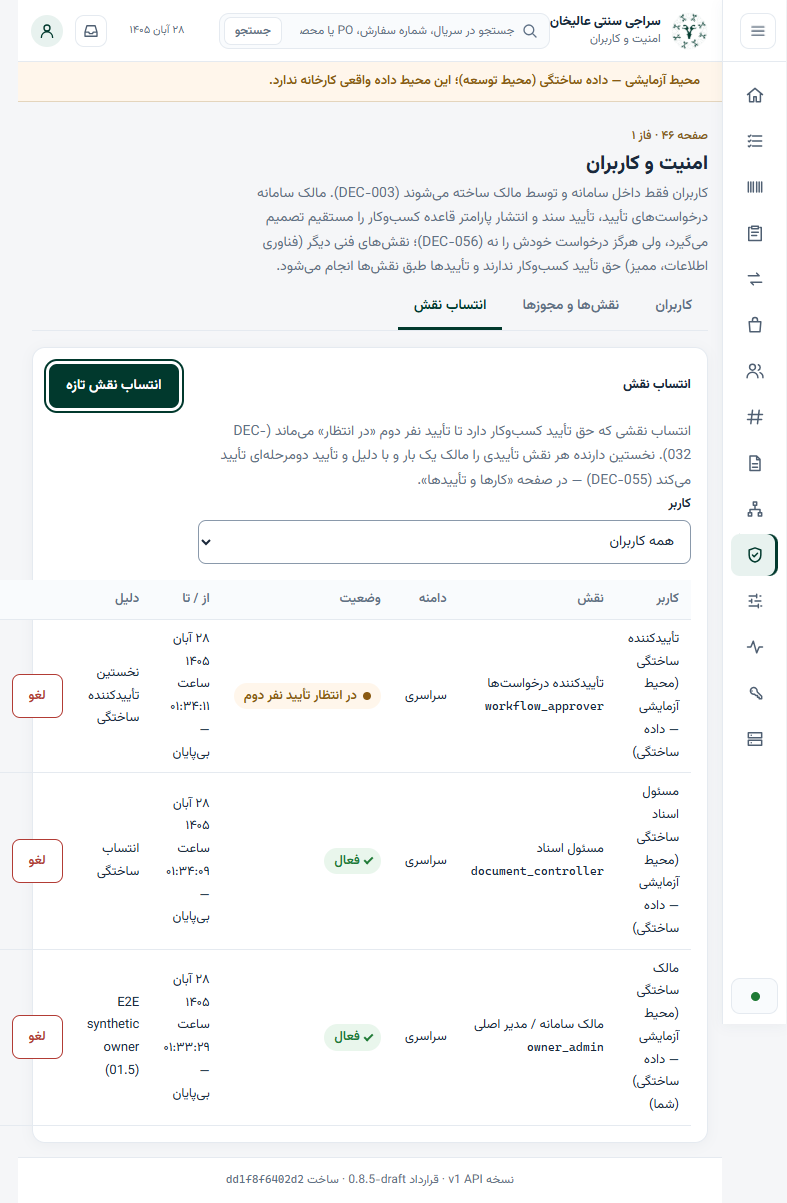 سراجی سنتی عالیخان
امنیت و کاربران
جستجو در سریال، شماره سفارش، PO یا محص
جستجو
۲۸ آبان ۱۴۰۵
محیط آزمایشی — داده ساختگی (محیط توسعه)؛ این محیط داده واقعی کارخانه ندارد.
صفحه ۴۶ · فاز ۱
امنیت و کاربران
کاربران فقط داخل سامانه و توسط مالک ساخته می‌شوند (DEC-003). مالک سامانه
درخواست‌های تأیید، تأیید سند و انتشار پارامتر قاعده کسب‌وکار را مستقیم تصمیم
می‌گیرد، ولی هرگز درخواست خودش را نه (DEC-056)؛ نقش‌های فنی دیگر (فناوری
اطلاعات، ممیز) حق تأیید کسب‌وکار ندارند و تأییدها طبق نقش‌ها انجام می‌شود.
کاربران
نقش‌ها و مجوزها
انتساب نقش
انتساب نقش
انتساب نقش تازه
انتساب نقشی که حق تأیید کسب‌وکار دارد تا تأیید نفر دوم «در انتظار» می‌ماند (DEC-
032). نخستین دارنده هر نقش تأییدی را مالک یک بار و با دلیل و تأیید دومرحله‌ای تأیید
می‌کند (DEC-055) — در صفحه «کارها و تأییدها».
کاربر
همه کاربران
کاربر نقش دامنه وضعیت از / تا دلیل
تأییدکننده
ساختگی
(محیط
آزمایشی
— داده
ساختگی)
تأییدکننده درخواست‌ها
workflow_approver
سراسری
در انتظار تأیید نفر دوم
۲۸ آبان
۱۴۰۵
ساعت
۰۱:۳۴:۱۱
—
بی‌پایان
نخستین
تأییدکننده
ساختگی
لغو
مسئول
اسناد
ساختگی
(محیط
آزمایشی
— داده
ساختگی)
مسئول اسناد
document_controller
سراسری
فعال
۲۸ آبان
۱۴۰۵
ساعت
۰۱:۳۴:۰۹
—
بی‌پایان
انتساب
ساختگی
لغو
مالک
ساختگی
(محیط
آزمایشی
— داده
ساختگی)
(شما)
مالک سامانه / مدیر اصلی
owner_admin
سراسری
فعال
۲۸ آبان
۱۴۰۵
ساعت
۰۱:۳۳:۲۹
—
بی‌پایان
E2E
synthetic
owner
(01.5)
لغو
نسخه API v1 · قرارداد 0.8.5-draft · ساخت dd1f8f6402d2